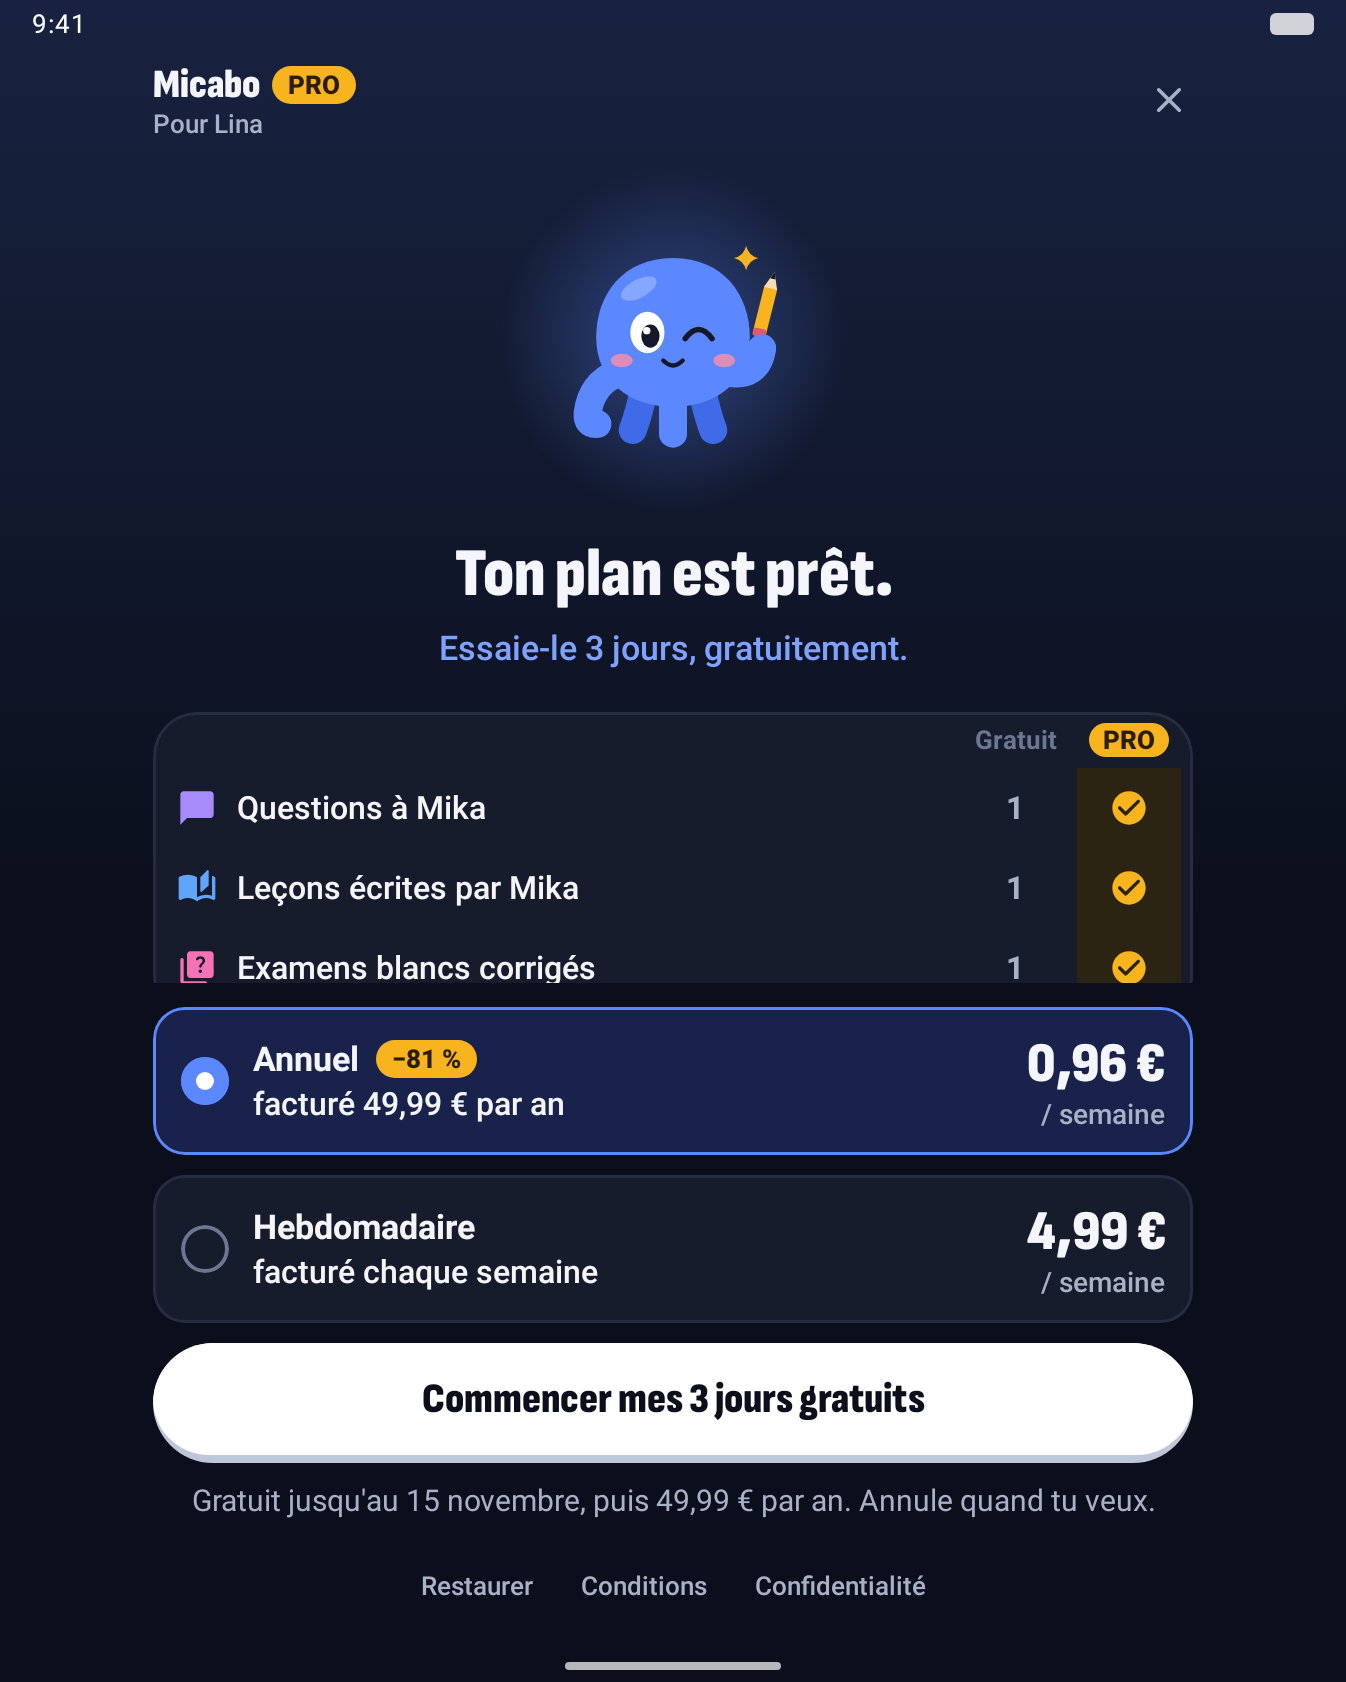 9:41
Micabo PRO
Pour Lina
Ton plan est prêt.
Essaie-le 3 jours, gratuitement.
Gratuit PRO
Questions à Mika 1
Leçons écrites par Mika 1
? Examens blancs corrigés 1
Annuel −81 %
facturé 49,99 € par an
0,96 €
/ semaine
Hebdomadaire
facturé chaque semaine
4,99 €
/ semaine
Commencer mes 3 jours gratuits
Gratuit jusqu'au 15 novembre, puis 49,99 € par an. Annule quand tu veux.
Restaurer Conditions Confidentialité